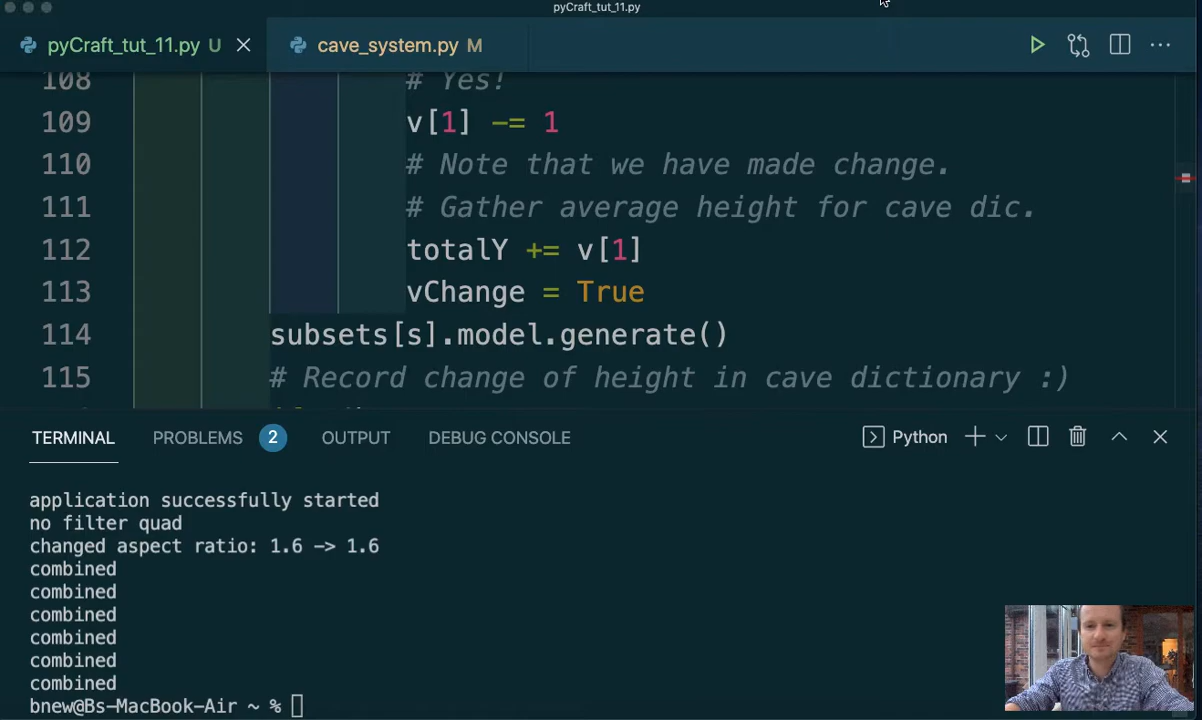 pyCraft_tut_11.py
pyCraft_tut_11.py U
cave_system.py M
108 # Yes!
109 v[1] -= 1
110 # Note that we have made change.
111 # Gather average height for cave dic.
112 totalY += v[1]
113 vChange = True
114 subsets[s].model.generate()
115 # Record change of height in cave dictionary :)
TERMINAL PROBLEMS 2 OUTPUT DEBUG CONSOLE Python
application successfully started
no filter quad
changed aspect ratio: 1.6 -> 1.6
combined
combined
combined
combined
combined
combined
bnew@Bs-MacBook-Air ~ %